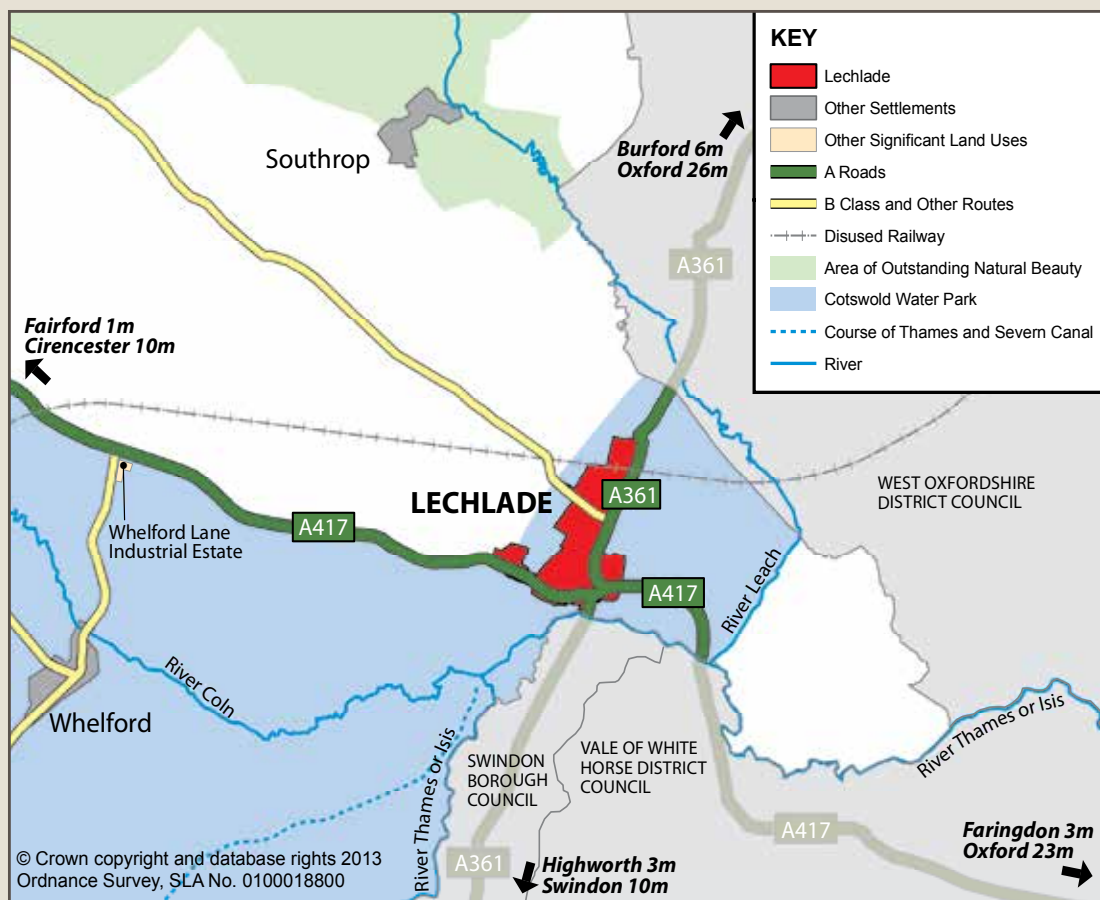 KEY
Lechlade
Other Settlements
Other Significant Land Uses
A Roads
B Class and Other Routes
Disused Railway
Area of Outstanding Natural Beauty
Cotswold Water Park
Course of Thames and Severn Canal
River
Burford 6m
Oxford 26m
Southrop
A361
Fairford 1m
Cirencester 10m
LECHLADE
A361
WEST OXFORDSHIRE
DISTRICT COUNCIL
A417
Whelford Lane
Industrial Estate
A417
River Leach
River Coln
Whelford
River Thames or Isis
River Thames or Isis
SWINDON
BOROUGH
COUNCIL
VALE OF WHITE
HORSE DISTRICT
COUNCIL
A417
Faringdon 3m
Oxford 23m
A361
Highworth 3m
Swindon 10m
© Crown copyright and database rights 2013
Ordnance Survey, SLA No. 0100018800